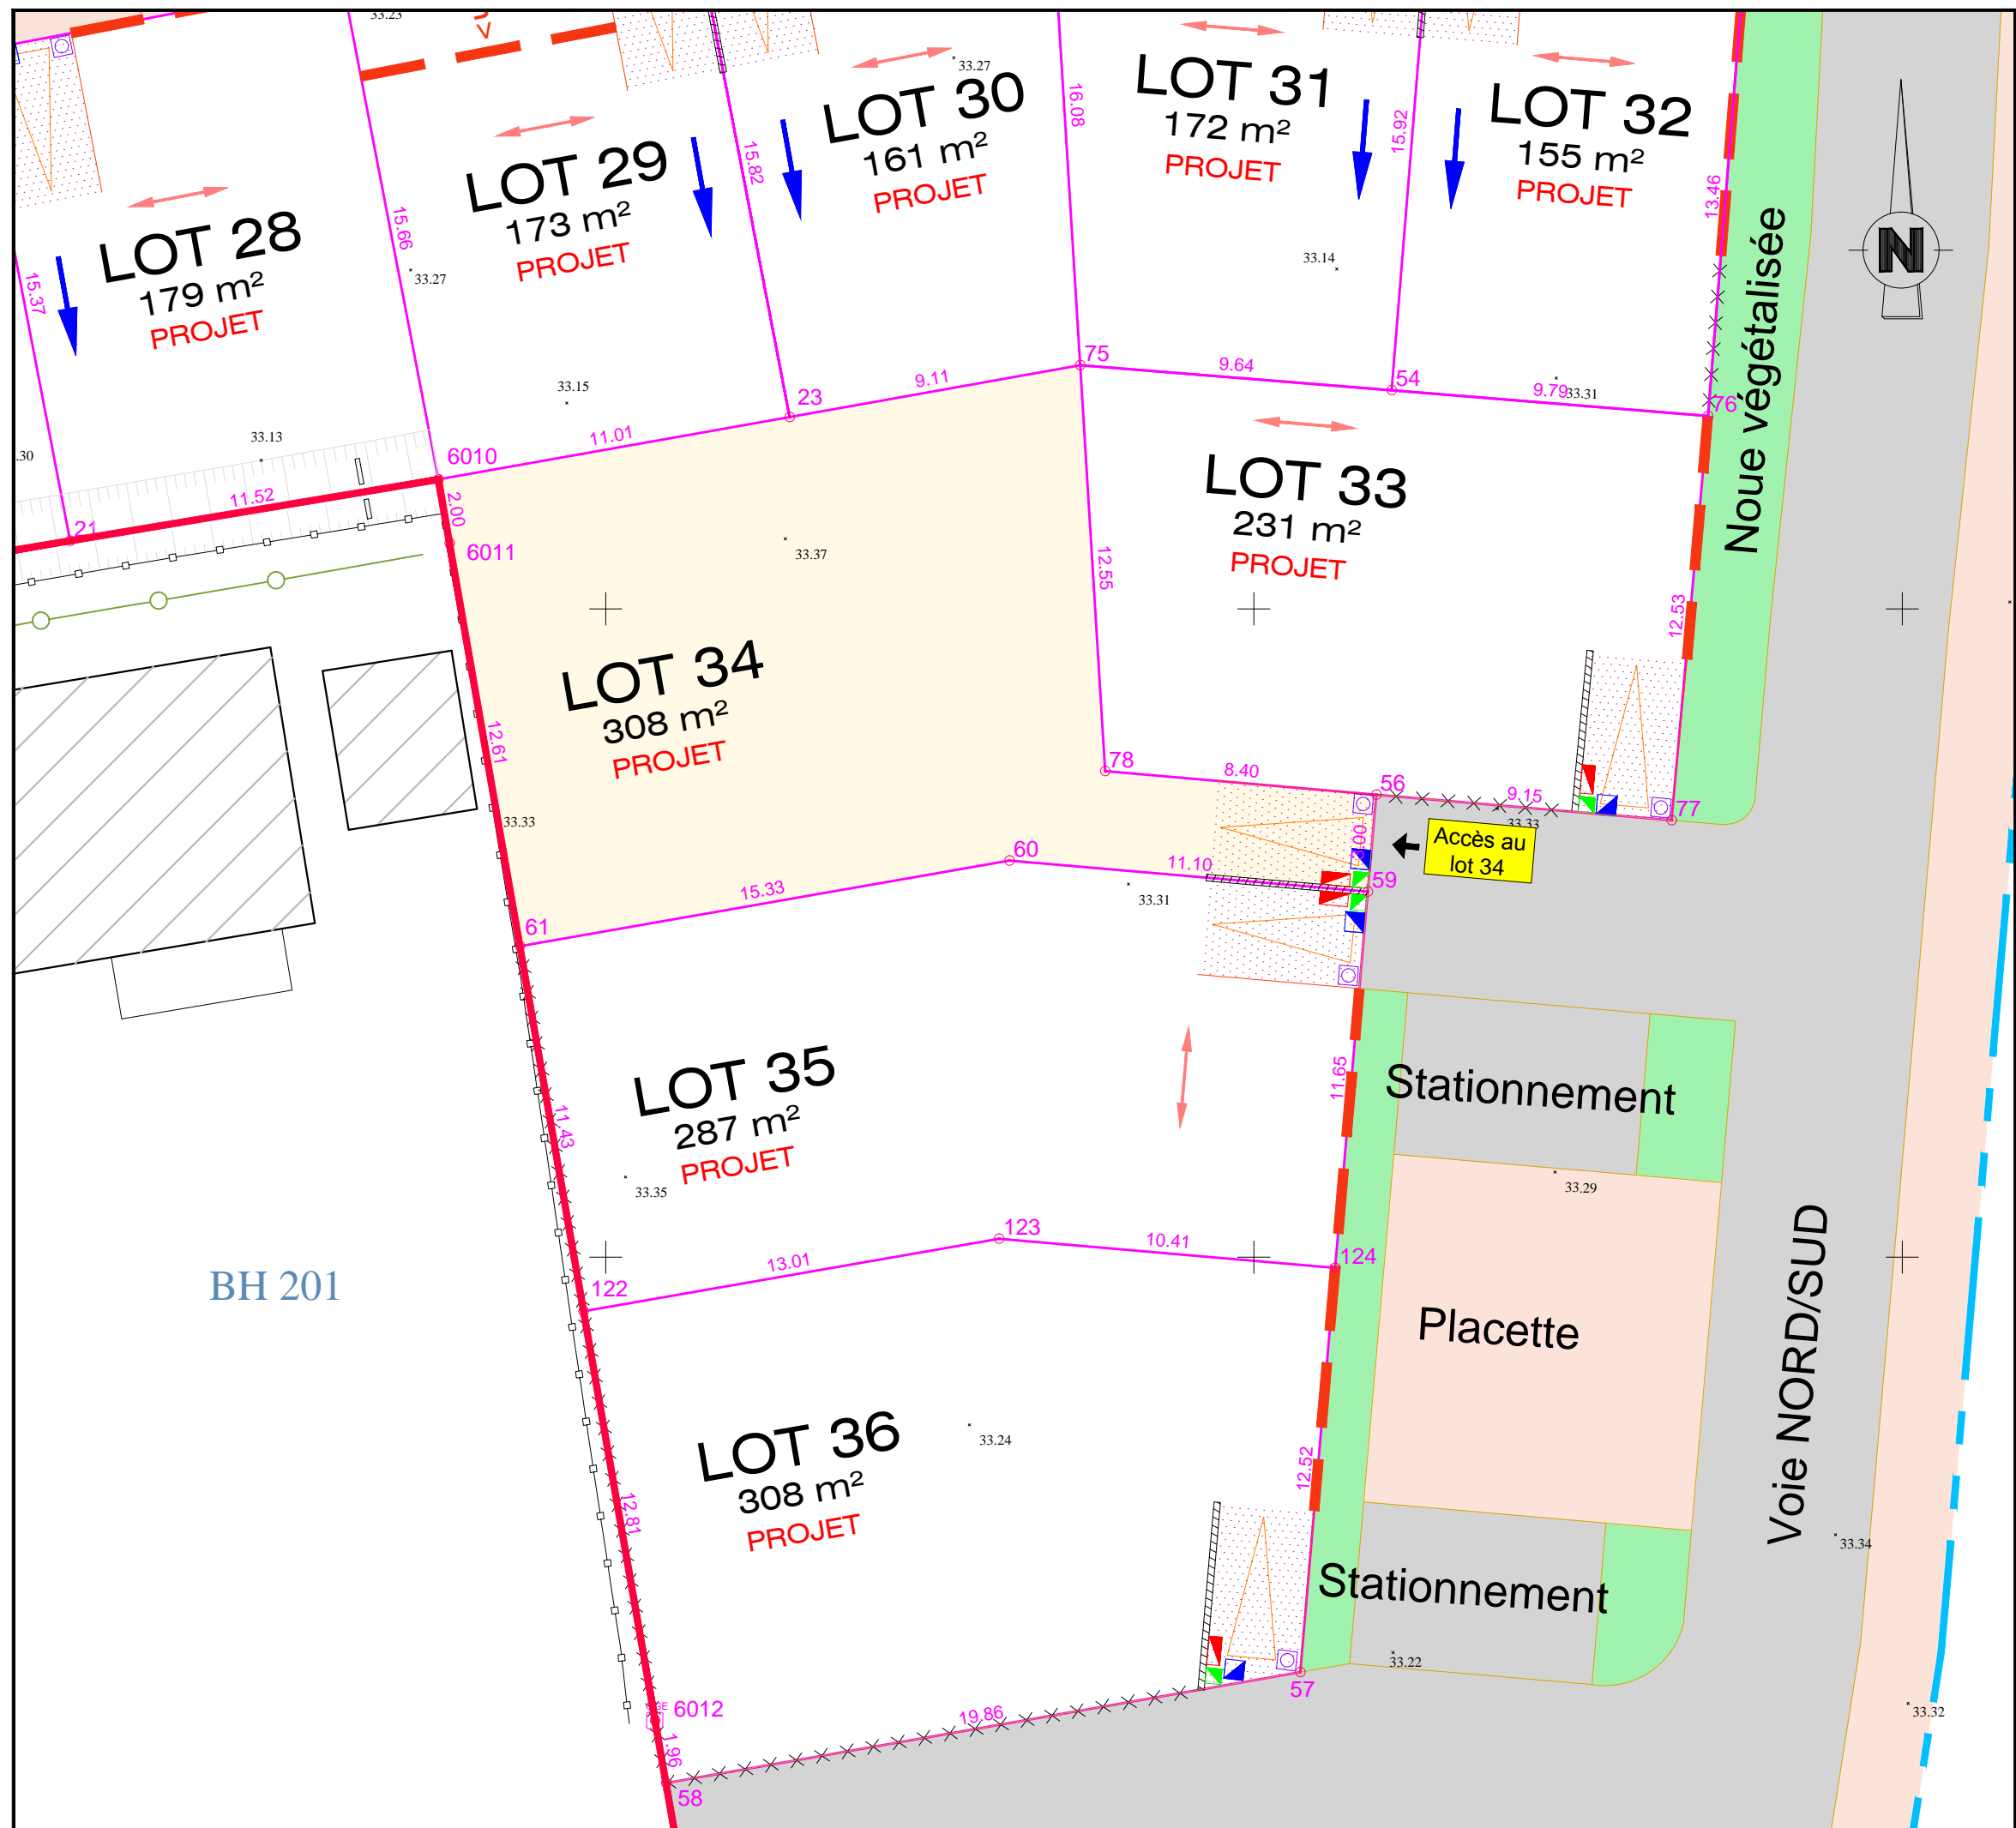 33.23
33.27
LOT 30
161 m²
PROJET
16.08
LOT 31
172 m²
PROJET
15.92
LOT 32
155 m²
PROJET
13.46
LOT 29
173 m²
PROJET
15.82
LOT 28
179 m²
PROJET
15.66
15.37
33.27
33.14
N
Noue végétalisée
75
9.64
54
9.79
33.31
76
33.15
23
9.11
11.01
33.13
.30
6010
11.52
21
2.00
6011
33.37
LOT 33
231 m²
PROJET
12.55
12.53
LOT 34
308 m²
PROJET
12.61
33.33
78
8.40
56
9.15
33.33
77
Accès au
lot 34
60
11.10
59
15.33
33.31
61
LOT 35
287 m²
PROJET
11.43
11.65
Stationnement
33.29
33.35
123
10.41
124
13.01
122
BH 201
Placette
Voie NORD/SUD
LOT 36
308 m²
PROJET
33.24
12.52
12.81
33.34
Stationnement
33.22
57
33.32
6012
19.86
1.96
58